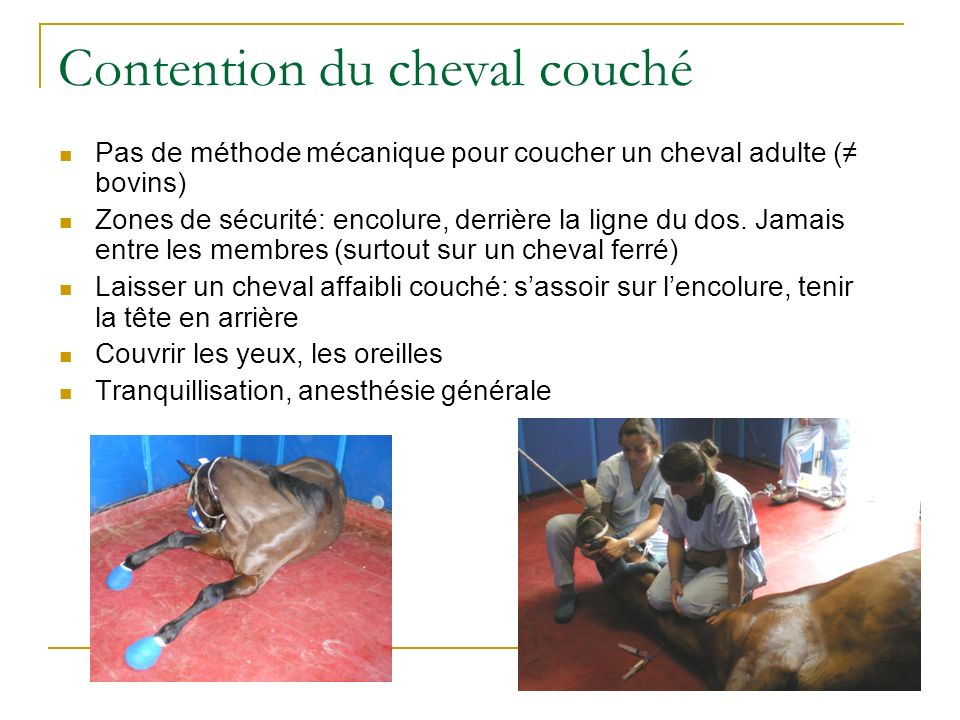 Contention du cheval couché
Pas de méthode mécanique pour coucher un cheval adulte (≠
bovins)
Zones de sécurité: encolure, derrière la ligne du dos. Jamais
entre les membres (surtout sur un cheval ferré)
Laisser un cheval affaibli couché: s’assoir sur l’encolure, tenir
la tête en arrière
Couvrir les yeux, les oreilles
Tranquillisation, anesthésie générale